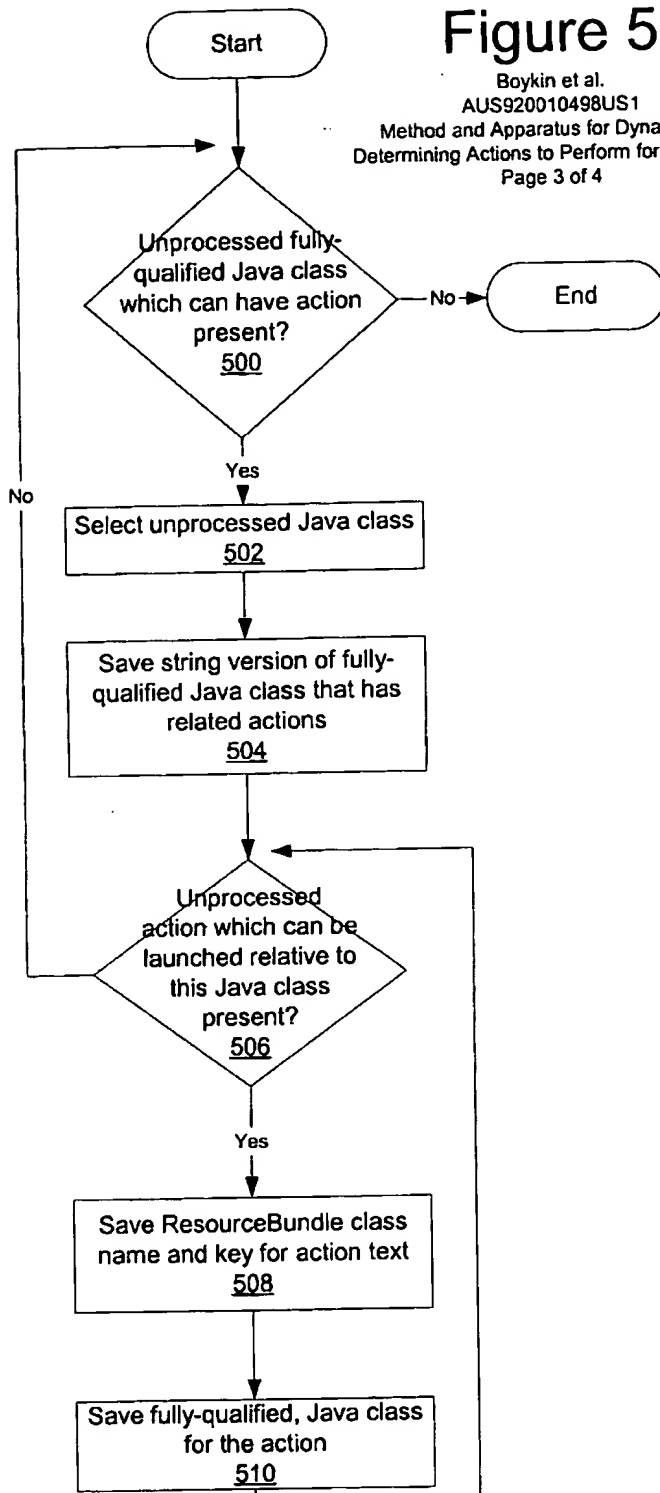 Figure 5
Boykin et al.
AUS920010498US1
Method and Apparatus for
Determining Actions to Perform for
Page 3 of 4
Start
Unprocessed fully-
qualified Java class
which can have action
present?
500
No
End
Yes
No
Select unprocessed Java class
502
Save string version of fully-
qualified Java class that has
related actions
504
Unprocessed
action which can be
launched relative to
this Java class
present?
506
Yes
Save ResourceBundle class
name and key for action text
508
Save fully-qualified, Java class
for the action
510